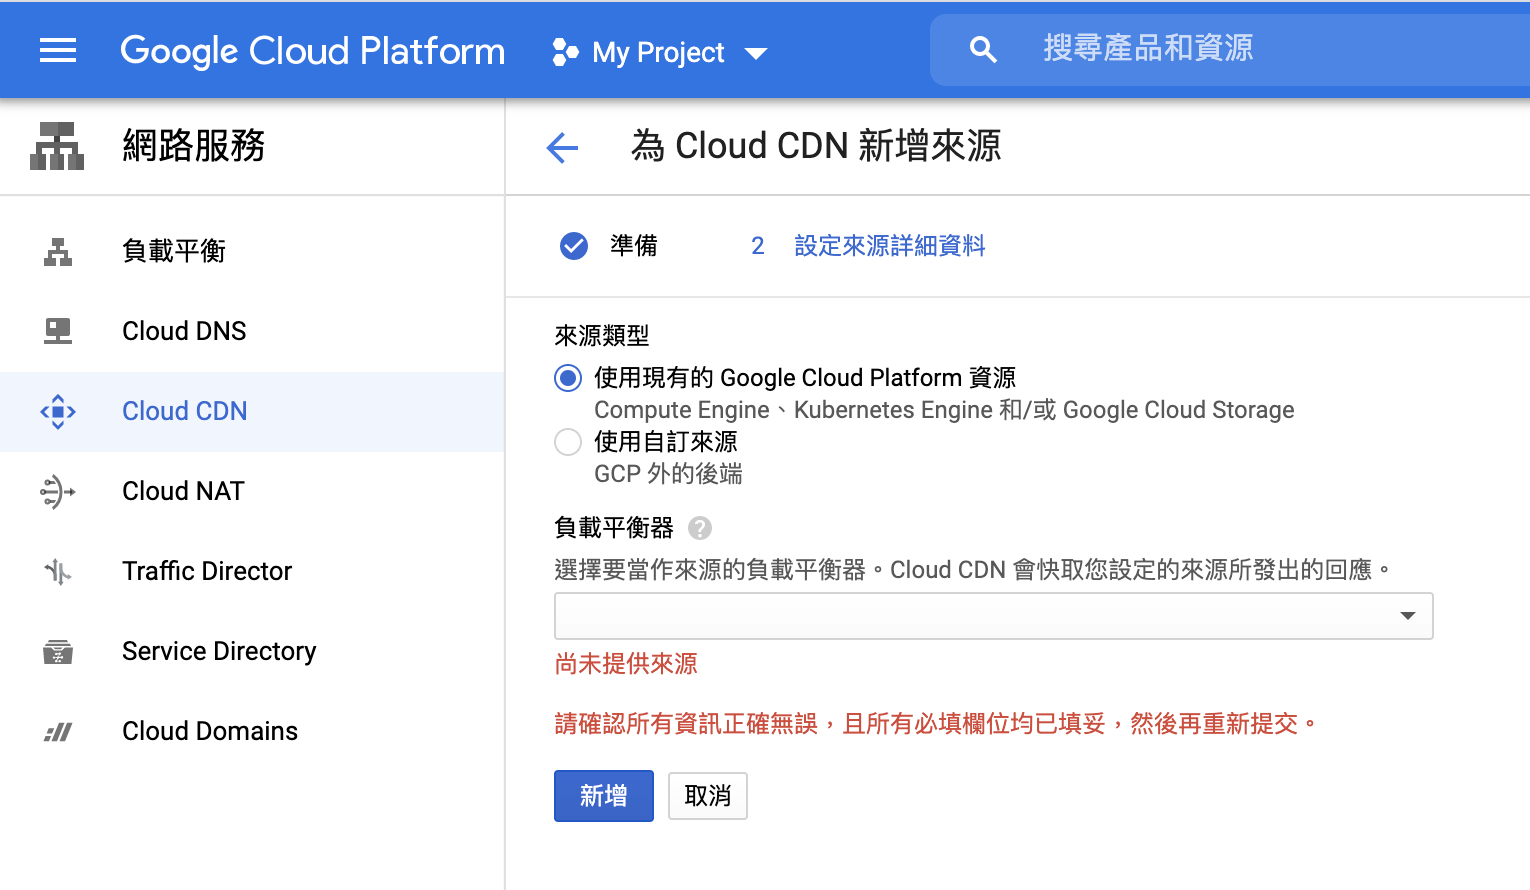 Google Cloud Platform
My Project
搜尋產品和資源
網路服務
為 Cloud CDN 新增來源
負載平衡
Cloud DNS
Cloud CDN
Cloud NAT
Traffic Director
Service Directory
Cloud Domains
準備
2 設定來源詳細資料
來源類型
使用現有的 Google Cloud Platform 資源
Compute Engine、Kubernetes Engine 和/或 Google Cloud Storage
使用自訂來源
GCP 外的後端
負載平衡器 ?
選擇要當作來源的負載平衡器。Cloud CDN 會快取您設定的來源所發出的回應。
尚未提供來源
請確認所有資訊正確無誤，且所有必填欄位均已填妥，然後再重新提交。
新增
取消